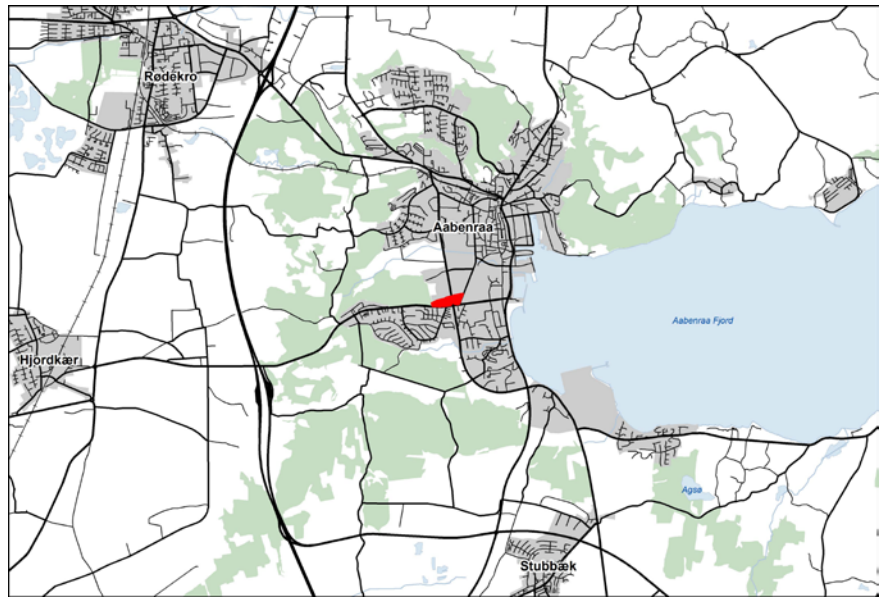 Rødekro
Aabenraa
Aabenraa Fjord
Hjordkær
Agsø
Stubbæk